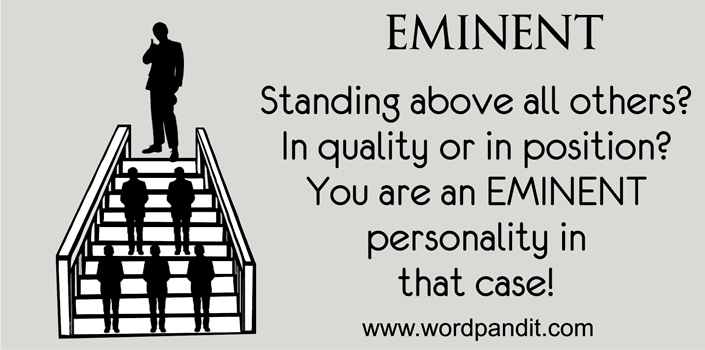 EMINENT
Standing above all others?
In quality or in position?
You are an EMINENT
personality in
that case!
www.wordpandit.com